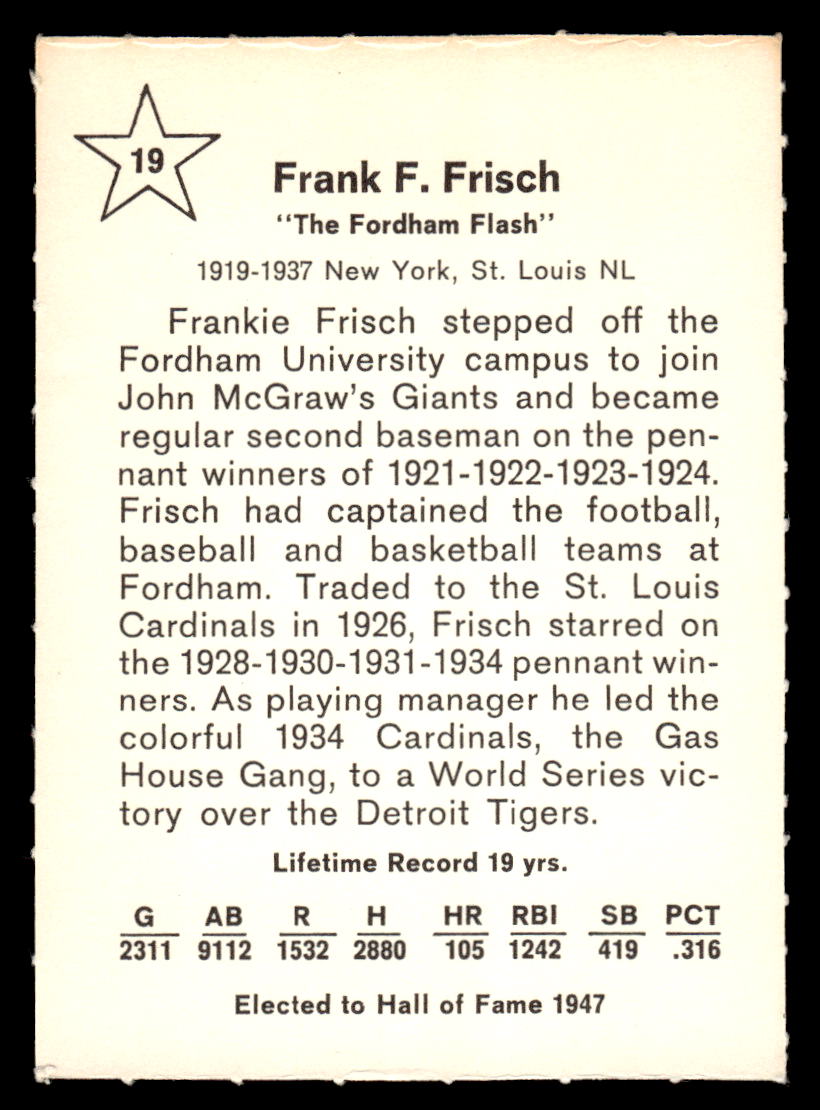 19
Frank F. Frisch
"The Fordham Flash"
1919-1937 New York, St. Louis NL
Frankie Frisch stepped off the
Fordham University campus to join
John McGraw's Giants and became
regular second baseman on the pen-
nant winners of 1921-1922-1923-1924.
Frisch had captained the football,
baseball and basketball teams at
Fordham. Traded to the St. Louis
Cardinals in 1926, Frisch starred on
the 1928-1930-1931-1934 pennant win-
ners. As playing manager he led the
colorful 1934 Cardinals, the Gas
House Gang, to a World Series vic-
tory over the Detroit Tigers.
Lifetime Record 19 yrs.
G AB R H HR RBI SB PCT
2311 9112 1532 2880 105 1242 419 .316
Elected to Hall of Fame 1947